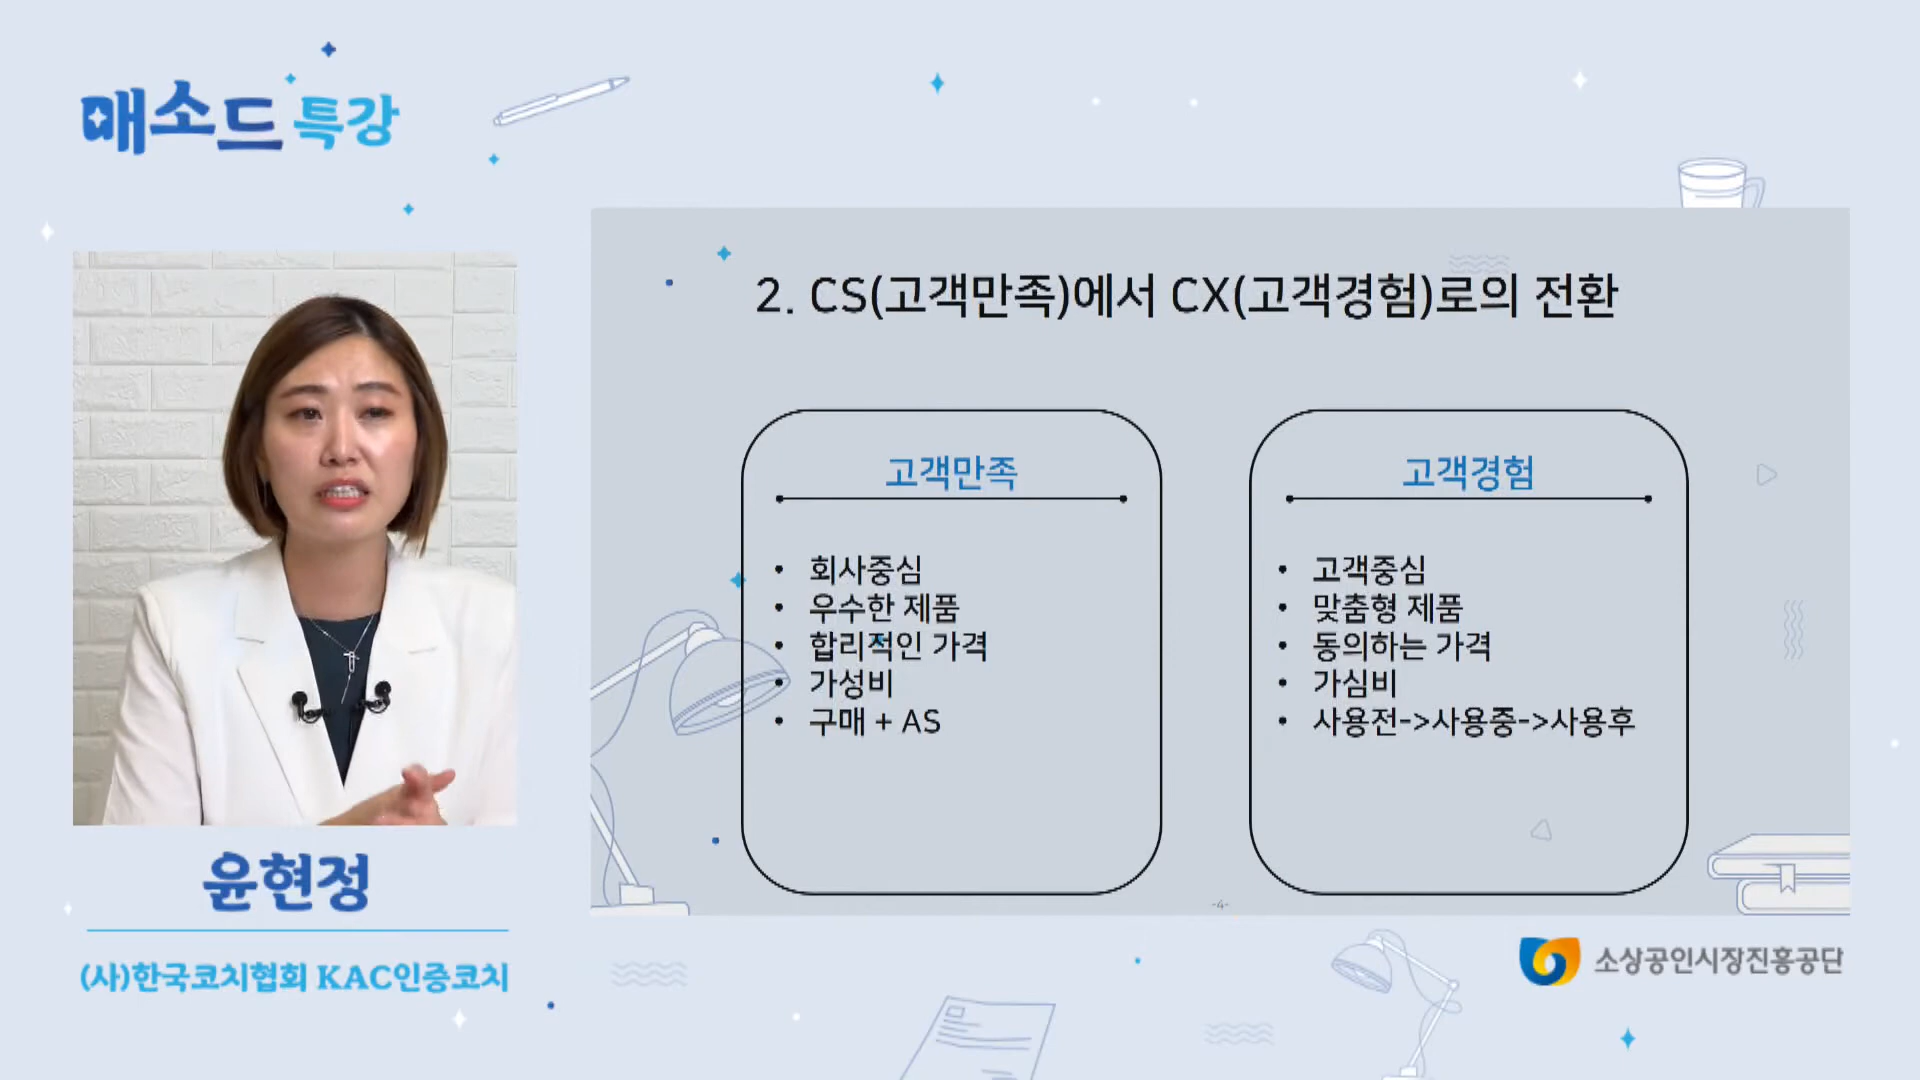 매소드 특강
2. CS(고객만족)에서 CX(고객경험)로의 전환
고객만족
• 회사중심
• 우수한 제품
• 합리적인 가격
• 가성비
• 구매 + AS
고객경험
• 고객중심
• 맞춤형 제품
• 동의하는 가격
• 가심비
• 사용전->사용중->사용후
-4-
윤현정
(사)한국코치협회 KAC인증코치
소상공인시장진흥공단